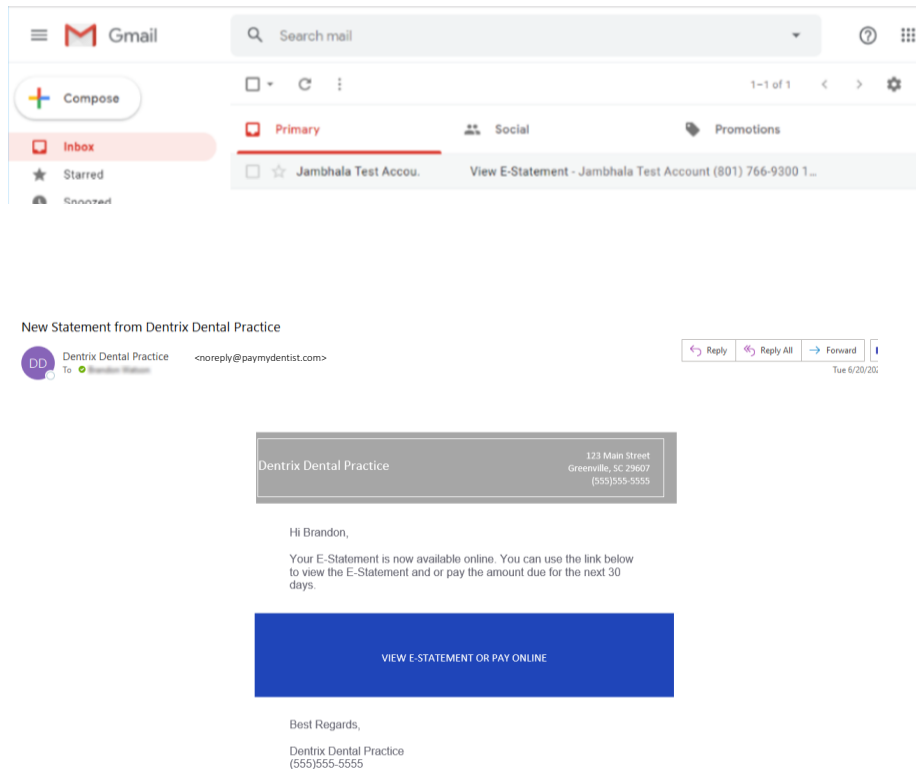 Gmail
Search mail
Compose
1–1 of 1
Primary
Social
Promotions
Inbox
Jambhala Test Accou. View E-Statement - Jambhala Test Account (801) 766-9300 1...
Starred
Snoozed
New Statement from Dentrix Dental Practice
DD
Dentrix Dental Practice <noreply@paymydentist.com>
To
Reply
Reply All
Forward
Tue 6/20/202
Dentrix Dental Practice
123 Main Street
Greenville, SC 29607
(555)555-5555
Hi Brandon,
Your E-Statement is now available online. You can use the link below
to view the E-Statement and or pay the amount due for the next 30
days.
VIEW E-STATEMENT OR PAY ONLINE
Best Regards,
Dentrix Dental Practice
(555)555-5555